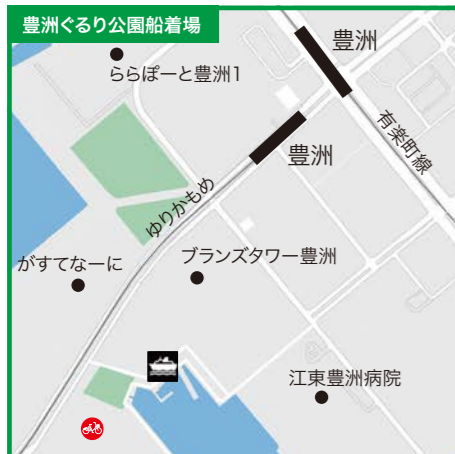 豊洲ぐるり公園船着場
豊洲
ららぽーと豊洲1
有楽町線
豊洲
ゆりかもめ
ブランズタワー豊洲
がすてなーに
江東豊洲病院